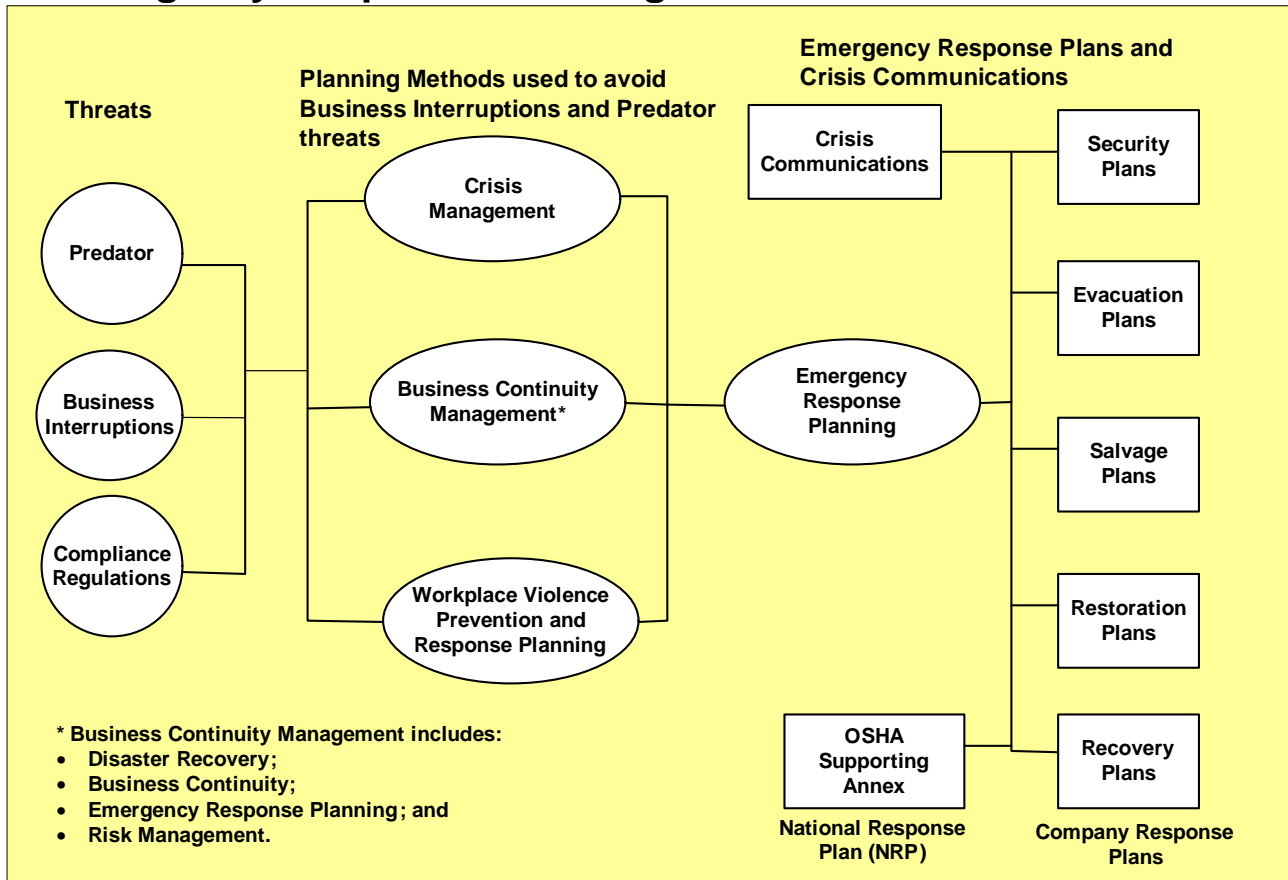 Threats
Planning Methods used to avoid
Business Interruptions and Predator
threats
Emergency Response Plans and
Crisis Communications
Predator
Business
Interruptions
Compliance
Regulations
Crisis
Management
Business Continuity
Management*
Workplace Violence
Prevention and
Response Planning
Emergency
Response
Planning
Crisis
Communications
Security
Plans
Evacuation
Plans
Salvage
Plans
Restoration
Plans
OSHA
Supporting
Annex
Recovery
Plans
National Response
Plan (NRP)
Company Response
Plans
* Business Continuity Management includes:
• Disaster Recovery;
• Business Continuity;
• Emergency Response Planning; and
• Risk Management.